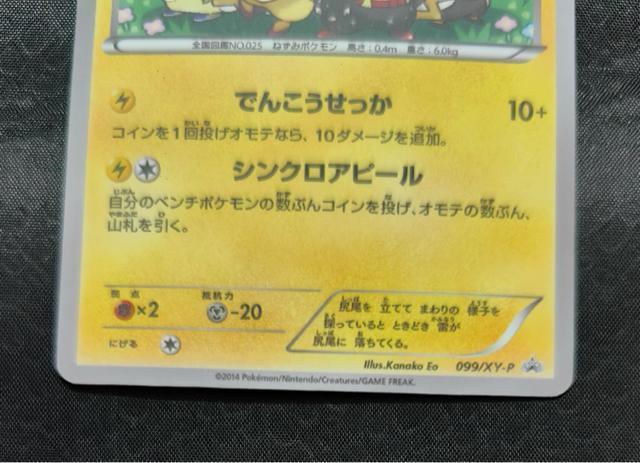 全国図鑑NO.025 ねずみポケモン 高さ:0.4m 重さ:6.0kg
でんこうせっか 10+
コインを1回投げオモテなら、10ダメージを追加。
シンクロアピール
自分のベンチポケモンの数ぶんコインを投げ、オモテの数ぶん、
山札を引く。
弱点 抵抗力
×2 -20
にげる
尻尾を 立てて まわりの 様子を
探っていると ときどき 雷が
尻尾に 落ちてくる。
Illus.Kanako Eo 099/XY-P
©2014 Pokémon/Nintendo/Creatures/GAME FREAK.